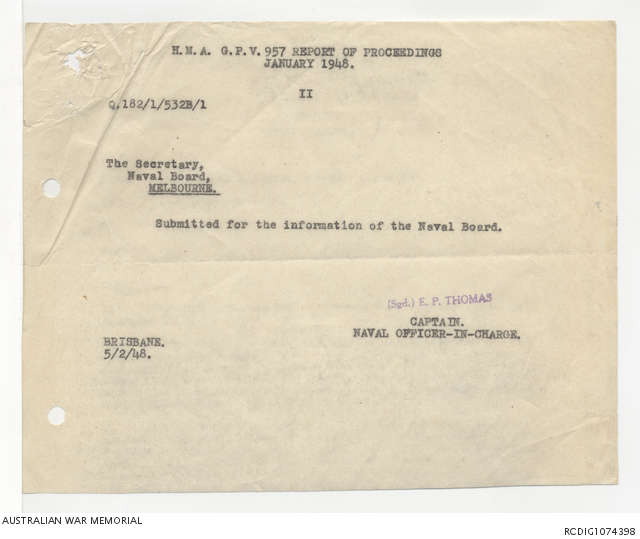 H.M.A. G.P.V. 957 REPORT OF PROCEEDINGS
JANUARY 1948.
II
Q.182/1/532B/1
The Secretary,
Naval Board,
MELBOURNE.
Submitted for the information of the Naval Board.
(Sgd.) E. P. THOMAS
CAPTAIN.
NAVAL OFFICER-IN-CHARGE.
BRISBANE.
5/2/48.
AUSTRALIAN WAR MEMORIAL
RCDIG1074398